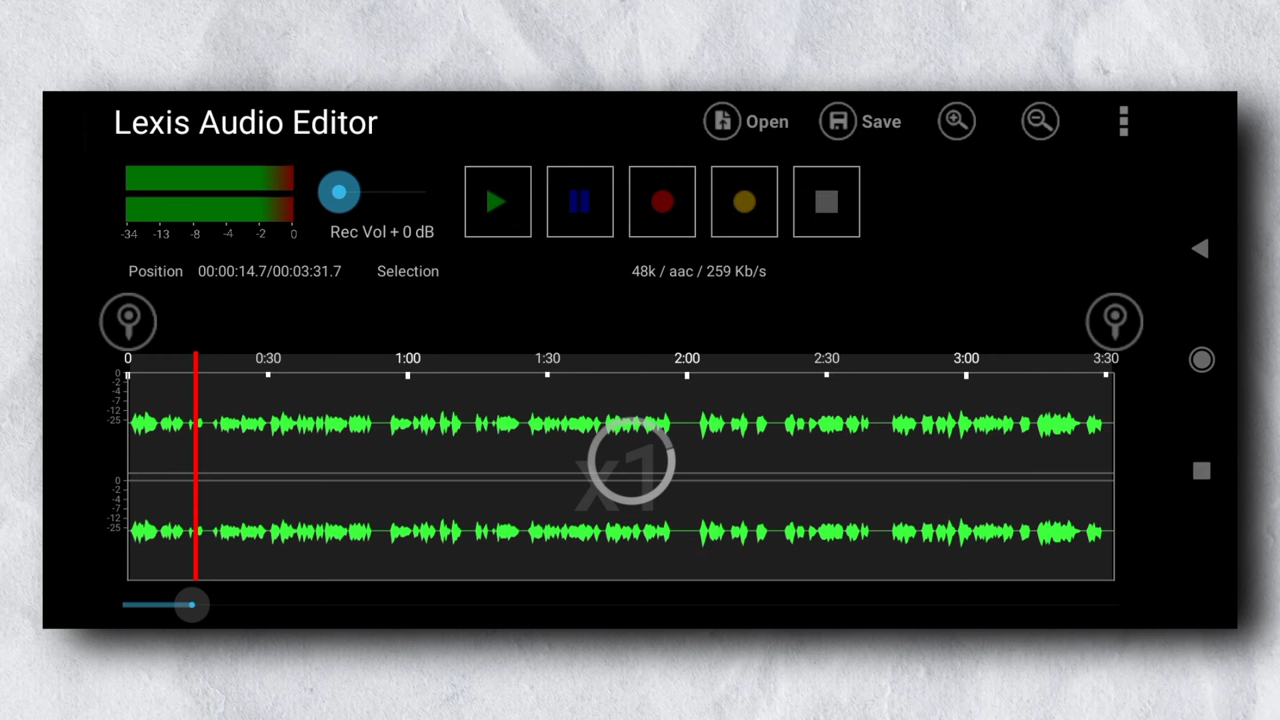 Lexis Audio Editor
Open
Save
-34 -13 -8 -4 -2 0
Rec Vol + 0 dB
Position 00:00:14.7/00:03:31.7 Selection 48k / aac / 259 Kb/s
0 0:30 1:00 1:30 2:00 2:30 3:00 3:30
0
-2
-4
-7
-12
-25
x1
0
-2
-4
-7
-12
-25